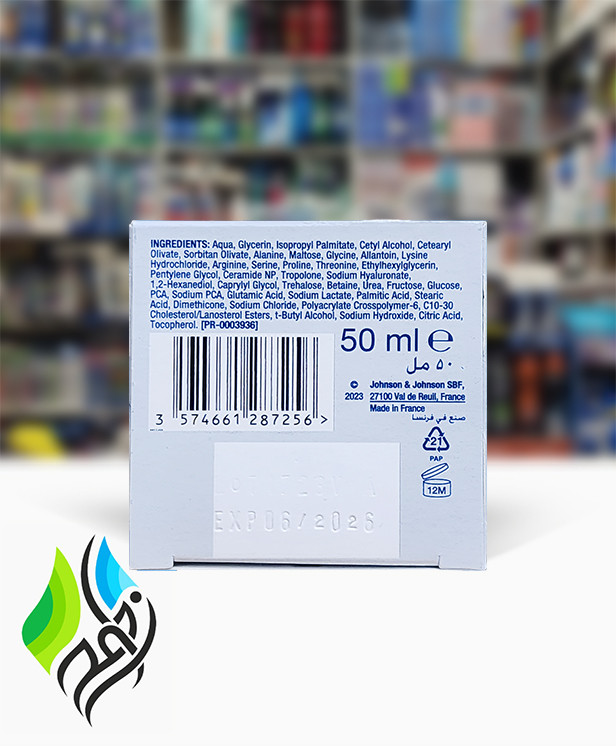 INGREDIENTS: Aqua, Glycerin, Isopropyl Palmitate, Cetyl Alcohol, Cetearyl
Olivate, Sorbitan Olivate, Alanine, Maltose, Glycine, Allantoin, Lysine
Hydrochloride, Arginine, Serine, Proline, Threonine, Ethylhexylglycerin,
Pentylene Glycol, Ceramide NP, Tropolone, Sodium Hyaluronate,
1,2-Hexanediol, Caprylyl Glycol, Trehalose, Betaine, Urea, Fructose, Glucose,
PCA, Sodium PCA, Glutamic Acid, Sodium Lactate, Palmitic Acid, Stearic
Acid, Dimethicone, Sodium Chloride, Polyacrylate Crosspolymer-6, C10-30
Cholesterol/Lanosterol Esters, t-Butyl Alcohol, Sodium Hydroxide, Citric Acid,
Tocopherol. [PR-0003936]
50 ml e
٥٠ مل
© Johnson & Johnson SBF,
2023 27100 Val de Reuil, France
Made in France
صنع في فرنسا
3 574661 287256 >
21
PAP
12M
EXP06/2026